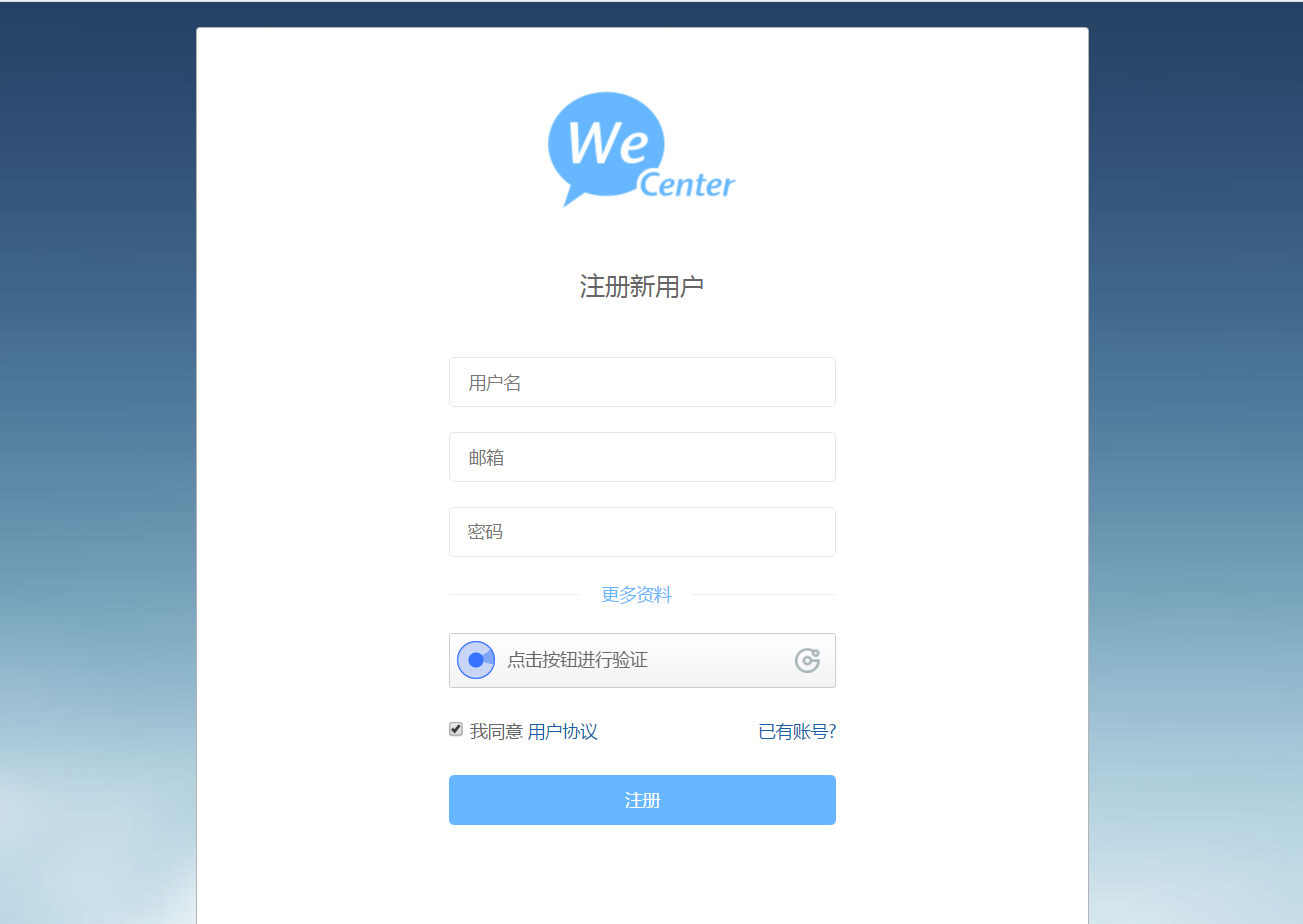 We
Center
注册新用户
用户名
邮箱
密码
更多资料
点击按钮进行验证
我同意 用户协议 已有账号?
注册